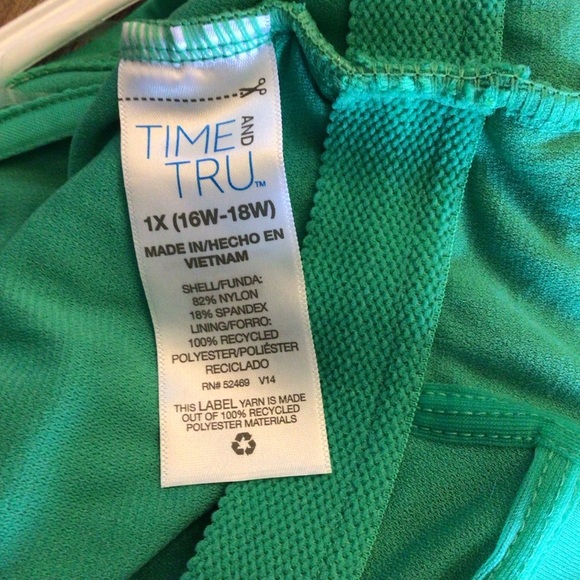 TIME AND
TRU™
1X (16W-18W)
MADE IN/HECHO EN
VIETNAM
SHELL/FUNDA:
82% NYLON
18% SPANDEX
LINING/FORRO:
100% RECYCLED
POLYESTER/POLIÉSTER
RECICLADO
RN# 52469 V14
THIS LABEL YARN IS MADE
OUT OF 100% RECYCLED
POLYESTER MATERIALS